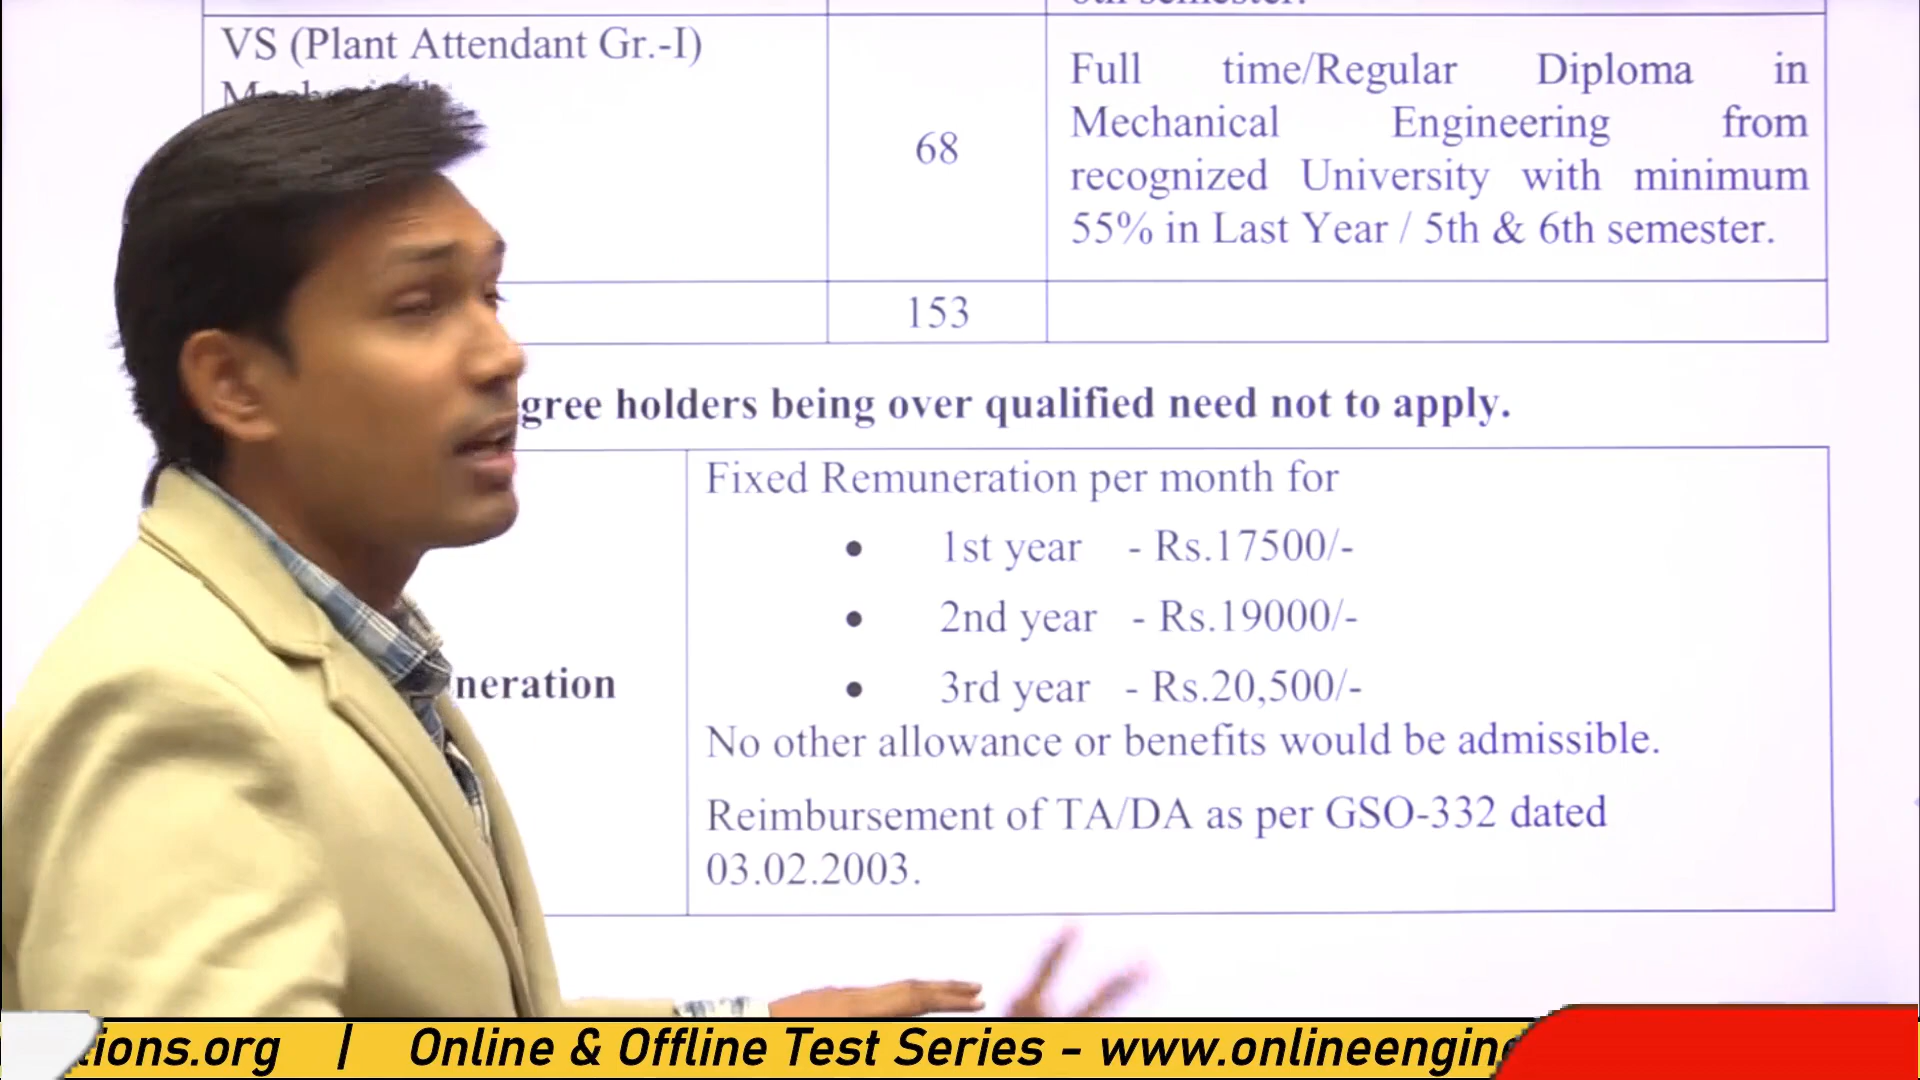 VS (Plant Attendant Gr.-I)
68
Full time/Regular Diploma in
Mechanical Engineering from
recognized University with minimum
55% in Last Year / 5th & 6th semester.
153
gree holders being over qualified need not to apply.
neration
Fixed Remuneration per month for
• 1st year - Rs.17500/-
• 2nd year - Rs.19000/-
• 3rd year - Rs.20,500/-
No other allowance or benefits would be admissible.
Reimbursement of TA/DA as per GSO-332 dated
03.02.2003.
tions.org | Online & Offline Test Series - www.onlineengine